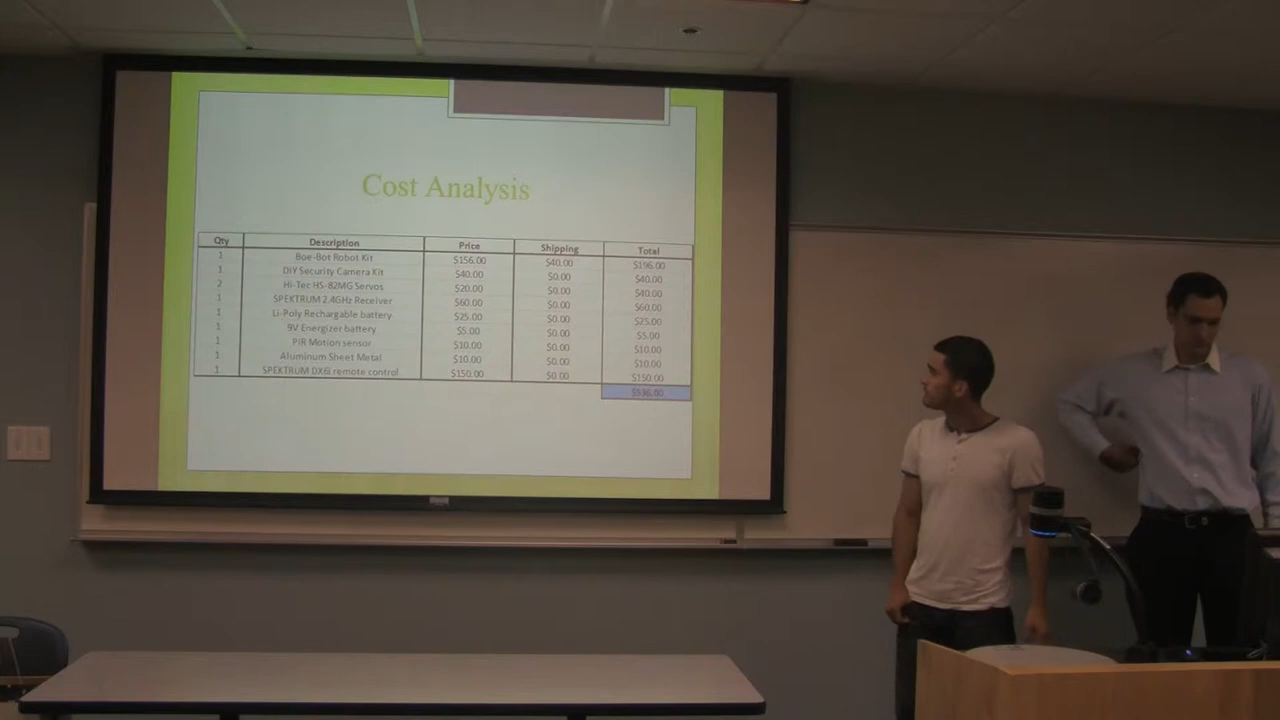 Cost Analysis
Qty Description Price Shipping Total
1 Boe-Bot Robot Kit $156.00 $40.00 $196.00
1 DIY Security Camera Kit $40.00 $0.00 $40.00
2 Hi-Tec HS-82MG Servos $20.00 $0.00 $40.00
1 SPEKTRUM 2.4GHz Receiver $60.00 $0.00 $60.00
1 Li-Poly Rechargable battery $25.00 $0.00 $25.00
1 9V Energizer battery $5.00 $0.00 $5.00
1 PIR Motion sensor $10.00 $0.00 $10.00
1 Aluminum Sheet Metal $10.00 $0.00 $10.00
1 SPEKTRUM DX6i remote control $150.00 $0.00 $150.00
$536.00